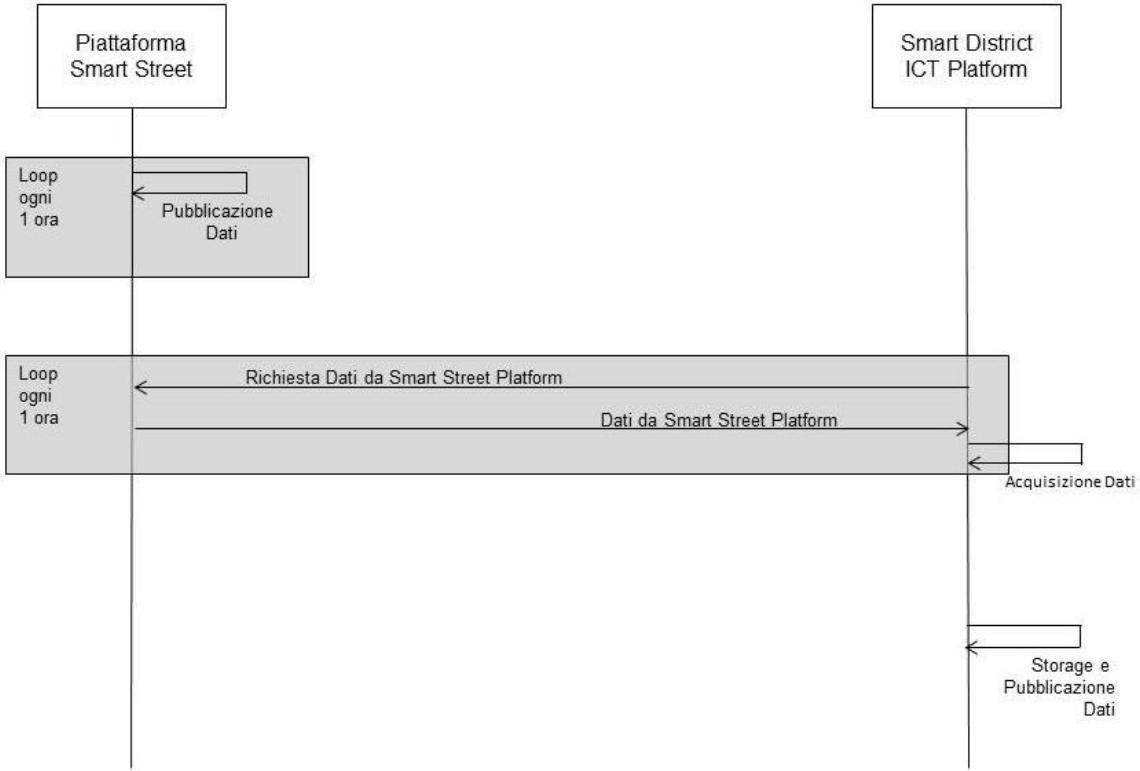 Piattaforma
Smart Street
Smart District
ICT Platform
Loop
ogni
1 ora
Pubblicazione
Dati
Loop
ogni
1 ora
Richiesta Dati da Smart Street Platform
Dati da Smart Street Platform
Acquisizione Dati
Storage e
Pubblicazione
Dati